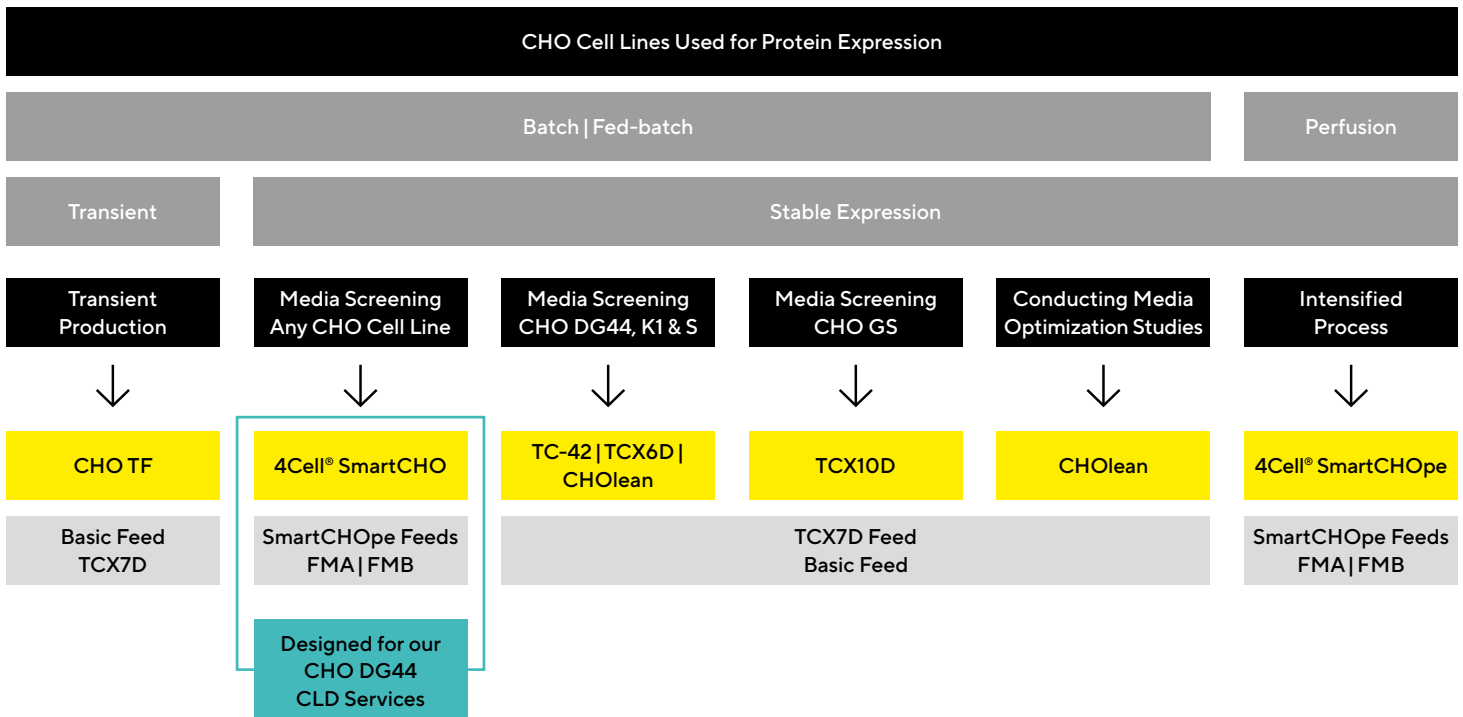 CHO Cell Lines Used for Protein Expression
Batch | Fed-batch
Perfusion
Transient
Stable Expression
Transient
Production
Media Screening
Any CHO Cell Line
Media Screening
CHO DG44, K1 & S
Media Screening
CHO GS
Conducting Media
Optimization Studies
Intensified
Process
CHO TF
4Cell® SmartCHO
TC-42 | TCX6D |
CHOlean
TCX10D
CHOlean
4Cell® SmartCHOpe
Basic Feed
TCX7D
SmartCHOpe Feeds
FMA | FMB
TCX7D Feed
Basic Feed
SmartCHOpe Feeds
FMA | FMB
Designed for our
CHO DG44
CLD Services